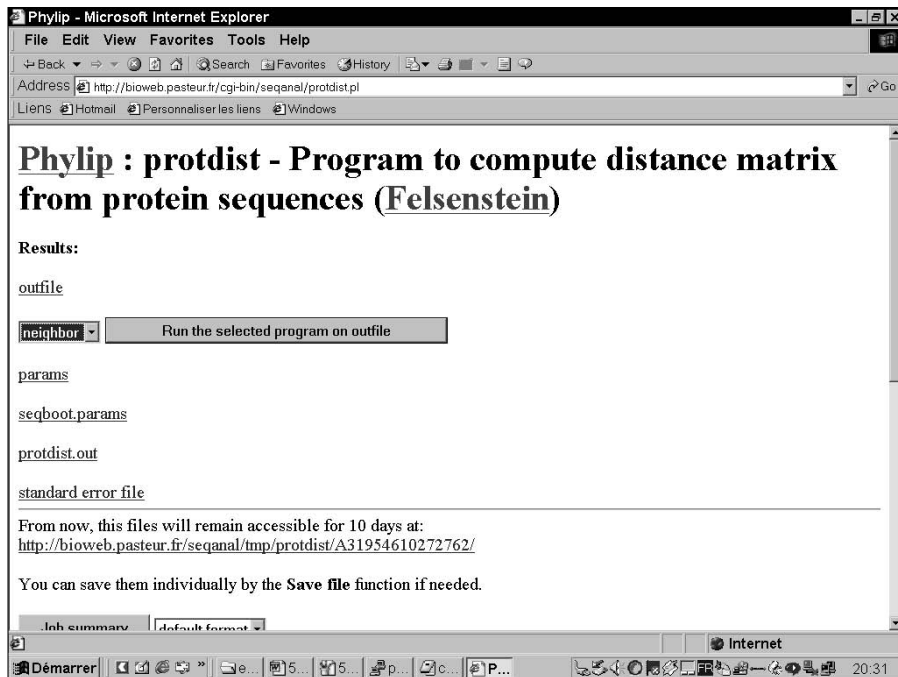 Phylip - Microsoft Internet Explorer
File Edit View Favorites Tools Help
Back Search Favorites History
Address http://bioweb.pasteur.fr/cgi-bin/seqanal/protdist.pl Go
Liens Hotmail Personnaliser les liens Windows
Phylip : protdist - Program to compute distance matrix
from protein sequences (Felsenstein)
Results:
outfile
neighbor Run the selected program on outfile
params
seqboot.params
protdist.out
standard error file
From now, this files will remain accessible for 10 days at:
http://bioweb.pasteur.fr/seqanal/tmp/protdist/A31954610272762/
You can save them individually by the Save file function if needed.
Job summary default format
Internet
Démarrer » e... 5... 5... p... c... P... FR 20:31